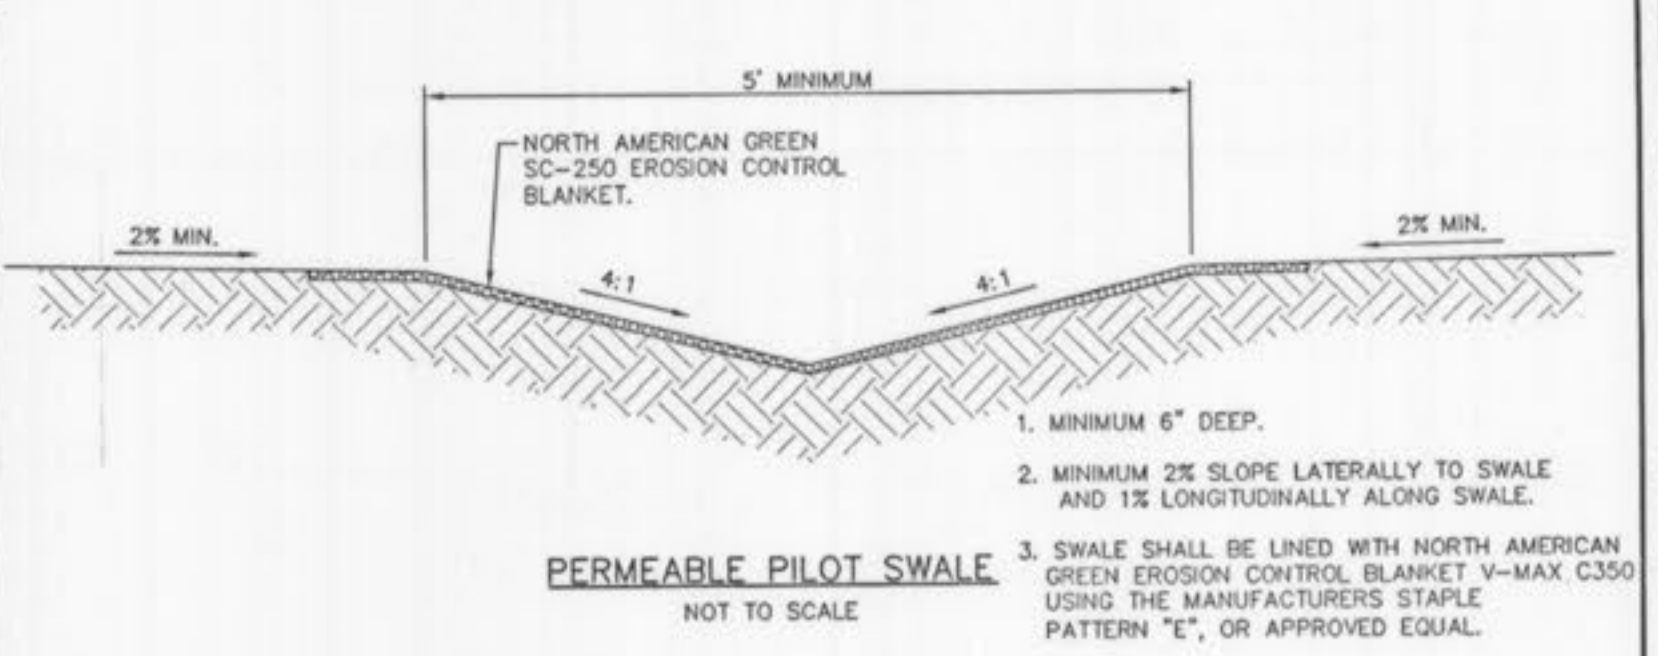 5' MINIMUM
NORTH AMERICAN GREEN
SC-250 EROSION CONTROL
BLANKET.
2% MIN.
2% MIN.
4:1
4:1
1. MINIMUM 6" DEEP.
2. MINIMUM 2% SLOPE LATERALLY TO SWALE
AND 1% LONGITUDINALLY ALONG SWALE.
3. SWALE SHALL BE LINED WITH NORTH AMERICAN
GREEN EROSION CONTROL BLANKET V-MAX C350
USING THE MANUFACTURERS STAPLE
PATTERN "E", OR APPROVED EQUAL.
PERMEABLE PILOT SWALE
NOT TO SCALE